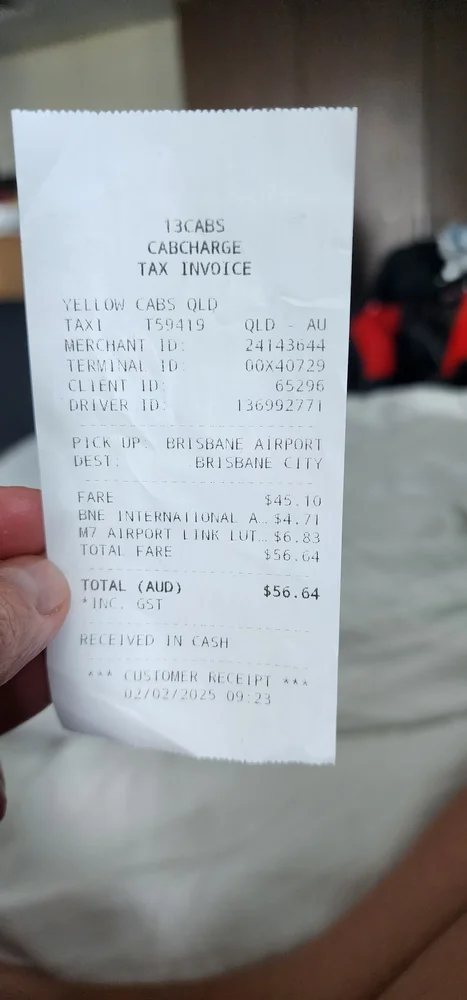 13CABS
CABCHARGE
TAX INVOICE
YELLOW CABS QLD
TAXI T59419 QLD - AU
MERCHANT ID: 24143644
TERMINAL ID: 00X40729
CLIENT ID: 65296
DRIVER ID: 136992771
PICK UP: BRISBANE AIRPORT
DEST: BRISBANE CITY
FARE $45.10
BNE INTERNATIONAL A... $4.71
M7 AIRPORT LINK LUT... $6.83
TOTAL FARE $56.64
TOTAL (AUD) $56.64
*INC. GST
RECEIVED IN CASH
*** CUSTOMER RECEIPT ***
02/02/2025 09:23